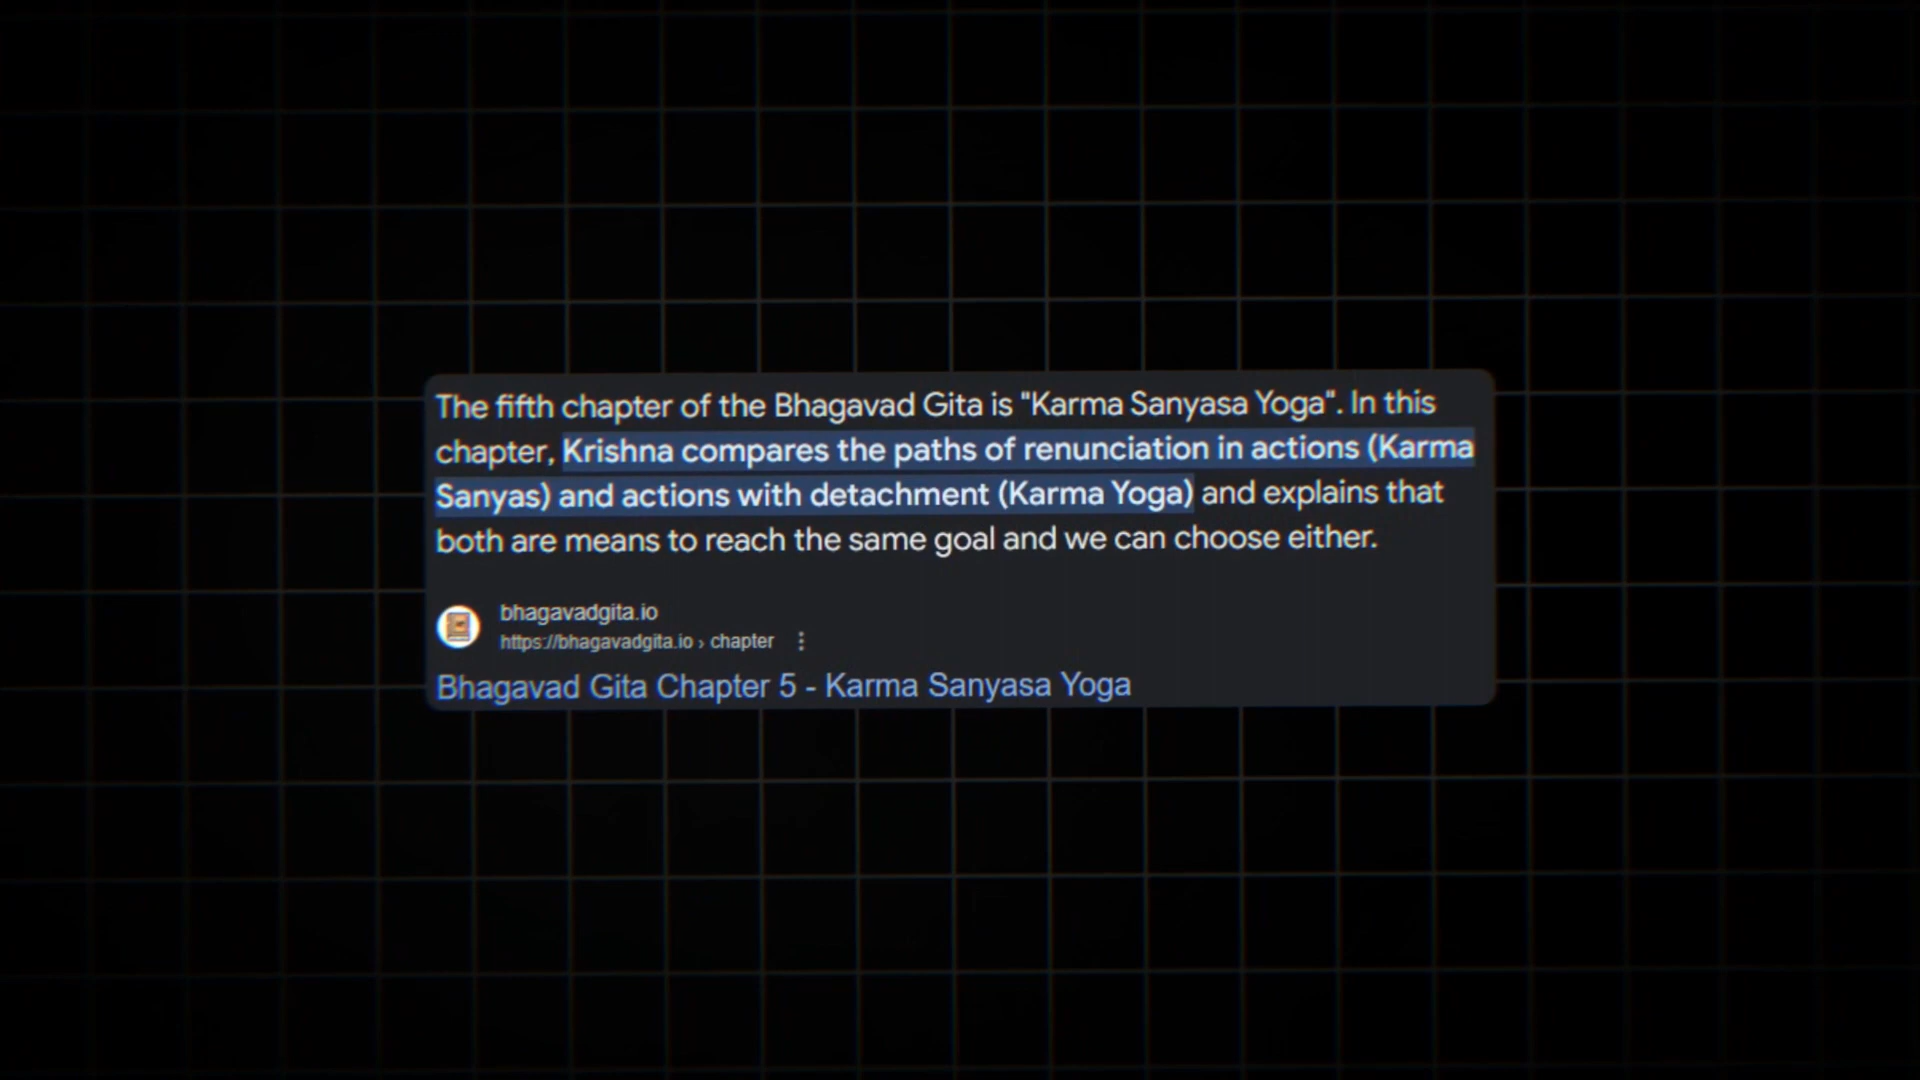 The fifth chapter of the Bhagavad Gita is "Karma Sanyasa Yoga". In this
chapter, Krishna compares the paths of renunciation in actions (Karma
Sanyas) and actions with detachment (Karma Yoga) and explains that
both are means to reach the same goal and we can choose either.
bhagavadgita.io
https://bhagavadgita.io › chapter
Bhagavad Gita Chapter 5 - Karma Sanyasa Yoga